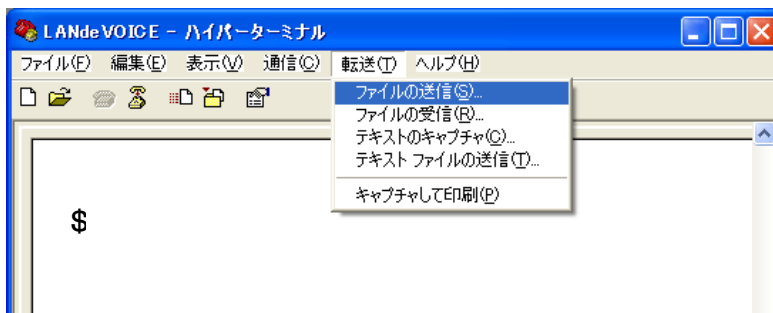 LANdeVOICE - ハイパーターミナル
ファイル(F) 編集(E) 表示(V) 通信(C) 転送(T) ヘルプ(H)
ファイルの送信(S)...
ファイルの受信(R)...
テキストのキャプチャ(C)...
テキスト ファイルの送信(T)...
キャプチャして印刷(P)
$